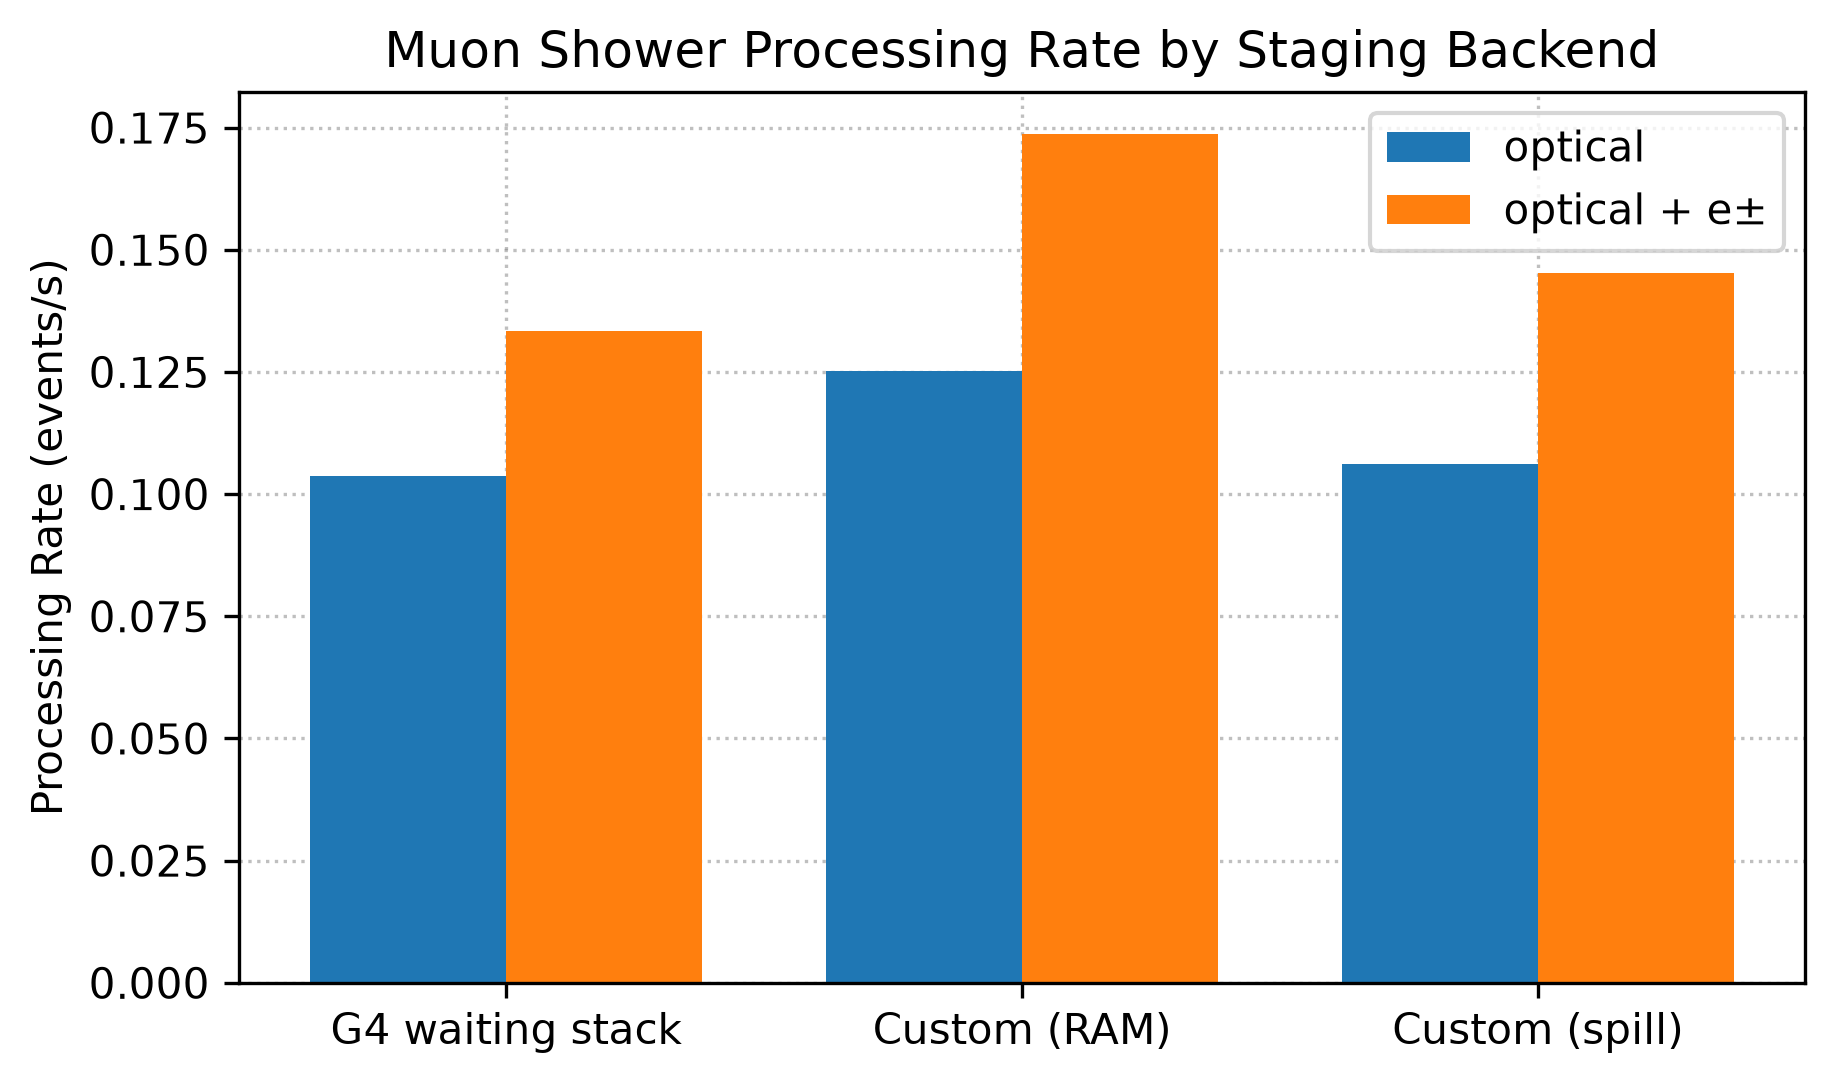 Muon Shower Processing Rate by Staging Backend
Processing Rate (events/s)
0.175
0.150
0.125
0.100
0.075
0.050
0.025
0.000
optical
optical + e±
G4 waiting stack
Custom (RAM)
Custom (spill)